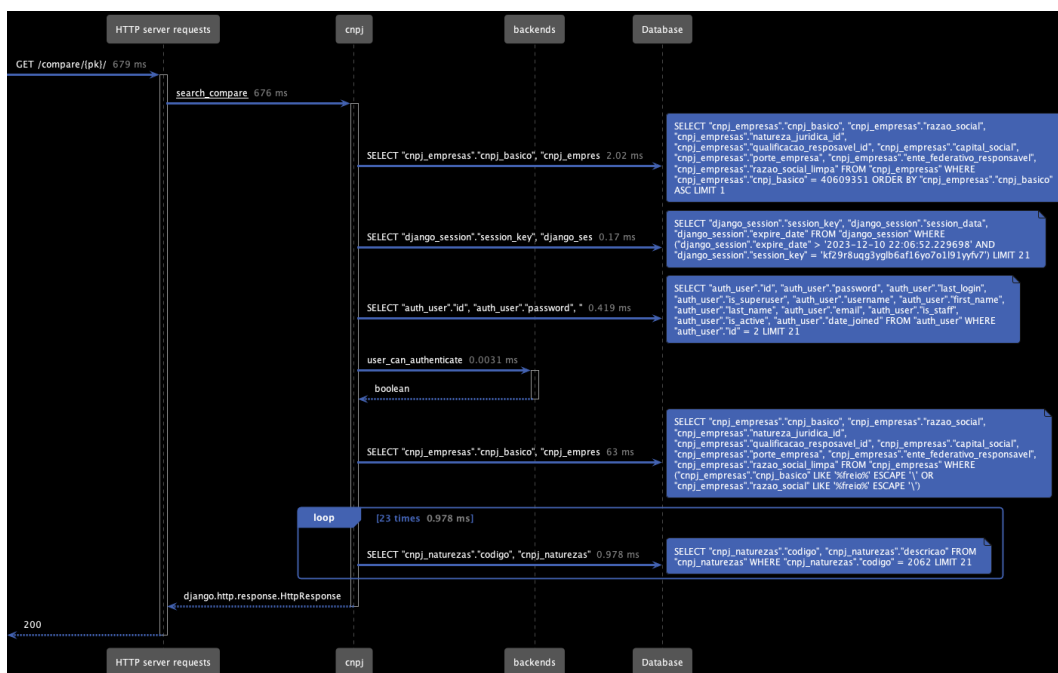 HTTP server requests
cnpj
backends
Database
GET /compare/{pk}/ 679 ms
search_compare 676 ms
SELECT "cnpj_empresas"."cnpj_basico", "cnpj_empresas"."razao_social",
"cnpj_empresas"."natureza_juridica_id",
"cnpj_empresas"."qualificacao_resposavel_id", "cnpj_empresas"."capital_social",
"cnpj_empresas"."porte_empresa", "cnpj_empresas"."ente_federativo_responsavel",
"cnpj_empresas"."razao_social_limpa" FROM "cnpj_empresas" WHERE
"cnpj_empresas"."cnpj_basico" = 40609351 ORDER BY "cnpj_empresas"."cnpj_basico"
ASC LIMIT 1
SELECT "cnpj_empresas"."cnpj_basico", "cnpj_empres 2.02 ms
SELECT "django_session"."session_key", "django_session"."session_data",
"django_session"."expire_date" FROM "django_session" WHERE
("django_session"."expire_date" > '2023-12-10 22:06:52.229698' AND
"django_session"."session_key" = 'kf29r8uqg3yglb6af16yo7o1l91yyfv7') LIMIT 21
SELECT "django_session"."session_key", "django_ses 0.17 ms
SELECT "auth_user"."id", "auth_user"."password", "auth_user"."last_login",
"auth_user"."is_superuser", "auth_user"."username", "auth_user"."first_name",
"auth_user"."last_name", "auth_user"."email", "auth_user"."is_staff",
"auth_user"."is_active", "auth_user"."date_joined" FROM "auth_user" WHERE
"auth_user"."id" = 2 LIMIT 21
SELECT "auth_user"."id", "auth_user"."password", " 0.419 ms
user_can_authenticate 0.0031 ms
boolean
SELECT "cnpj_empresas"."cnpj_basico", "cnpj_empresas"."razao_social",
"cnpj_empresas"."natureza_juridica_id",
"cnpj_empresas"."qualificacao_resposavel_id", "cnpj_empresas"."capital_social",
"cnpj_empresas"."porte_empresa", "cnpj_empresas"."ente_federativo_responsavel",
"cnpj_empresas"."razao_social_limpa" FROM "cnpj_empresas" WHERE
("cnpj_empresas"."cnpj_basico" LIKE '%freio%' ESCAPE '\' OR
"cnpj_empresas"."razao_social" LIKE '%freio%' ESCAPE '\')
SELECT "cnpj_empresas"."cnpj_basico", "cnpj_empres 63 ms
loop [23 times 0.978 ms]
SELECT "cnpj_naturezas"."codigo", "cnpj_naturezas" 0.978 ms
SELECT "cnpj_naturezas"."codigo", "cnpj_naturezas"."descricao" FROM
"cnpj_naturezas" WHERE "cnpj_naturezas"."codigo" = 2062 LIMIT 21
django.http.response.HttpResponse
200
HTTP server requests
cnpj
backends
Database